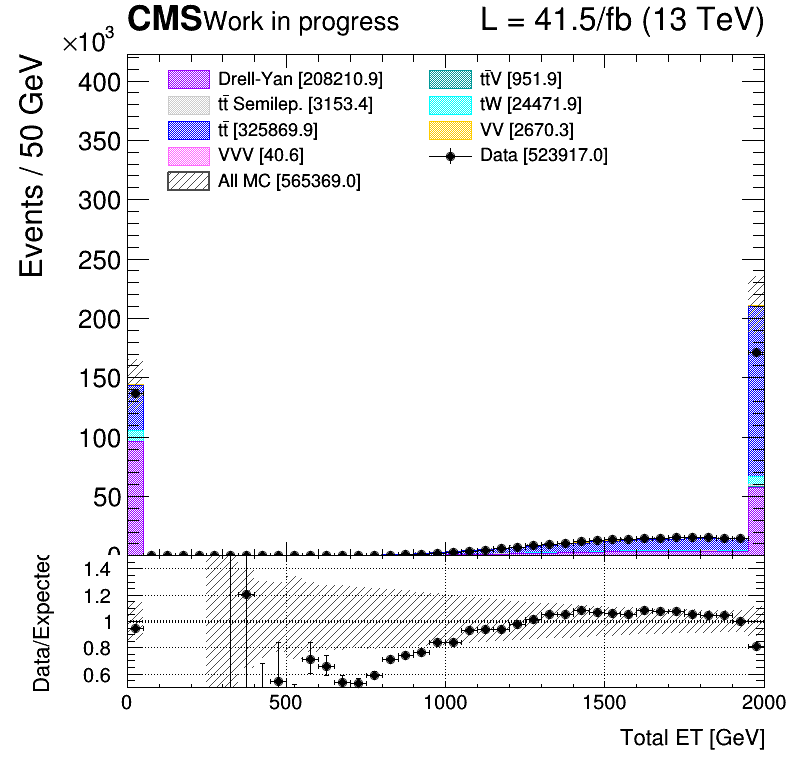 CMS Work in progress L = 41.5/fb (13 TeV)
×10³
Events / 50 GeV
400
350
300
250
200
150
100
50
0
Drell-Yan [208210.9]
tt̄ Semilep. [3153.4]
tt̄ [325869.9]
VVV [40.6]
All MC [565369.0]
tt̄V [951.9]
tW [24471.9]
VV [2670.3]
Data [523917.0]
Data/Expected
1.4
1.2
1
0.8
0.6
0 500 1000 1500 2000
Total ET [GeV]